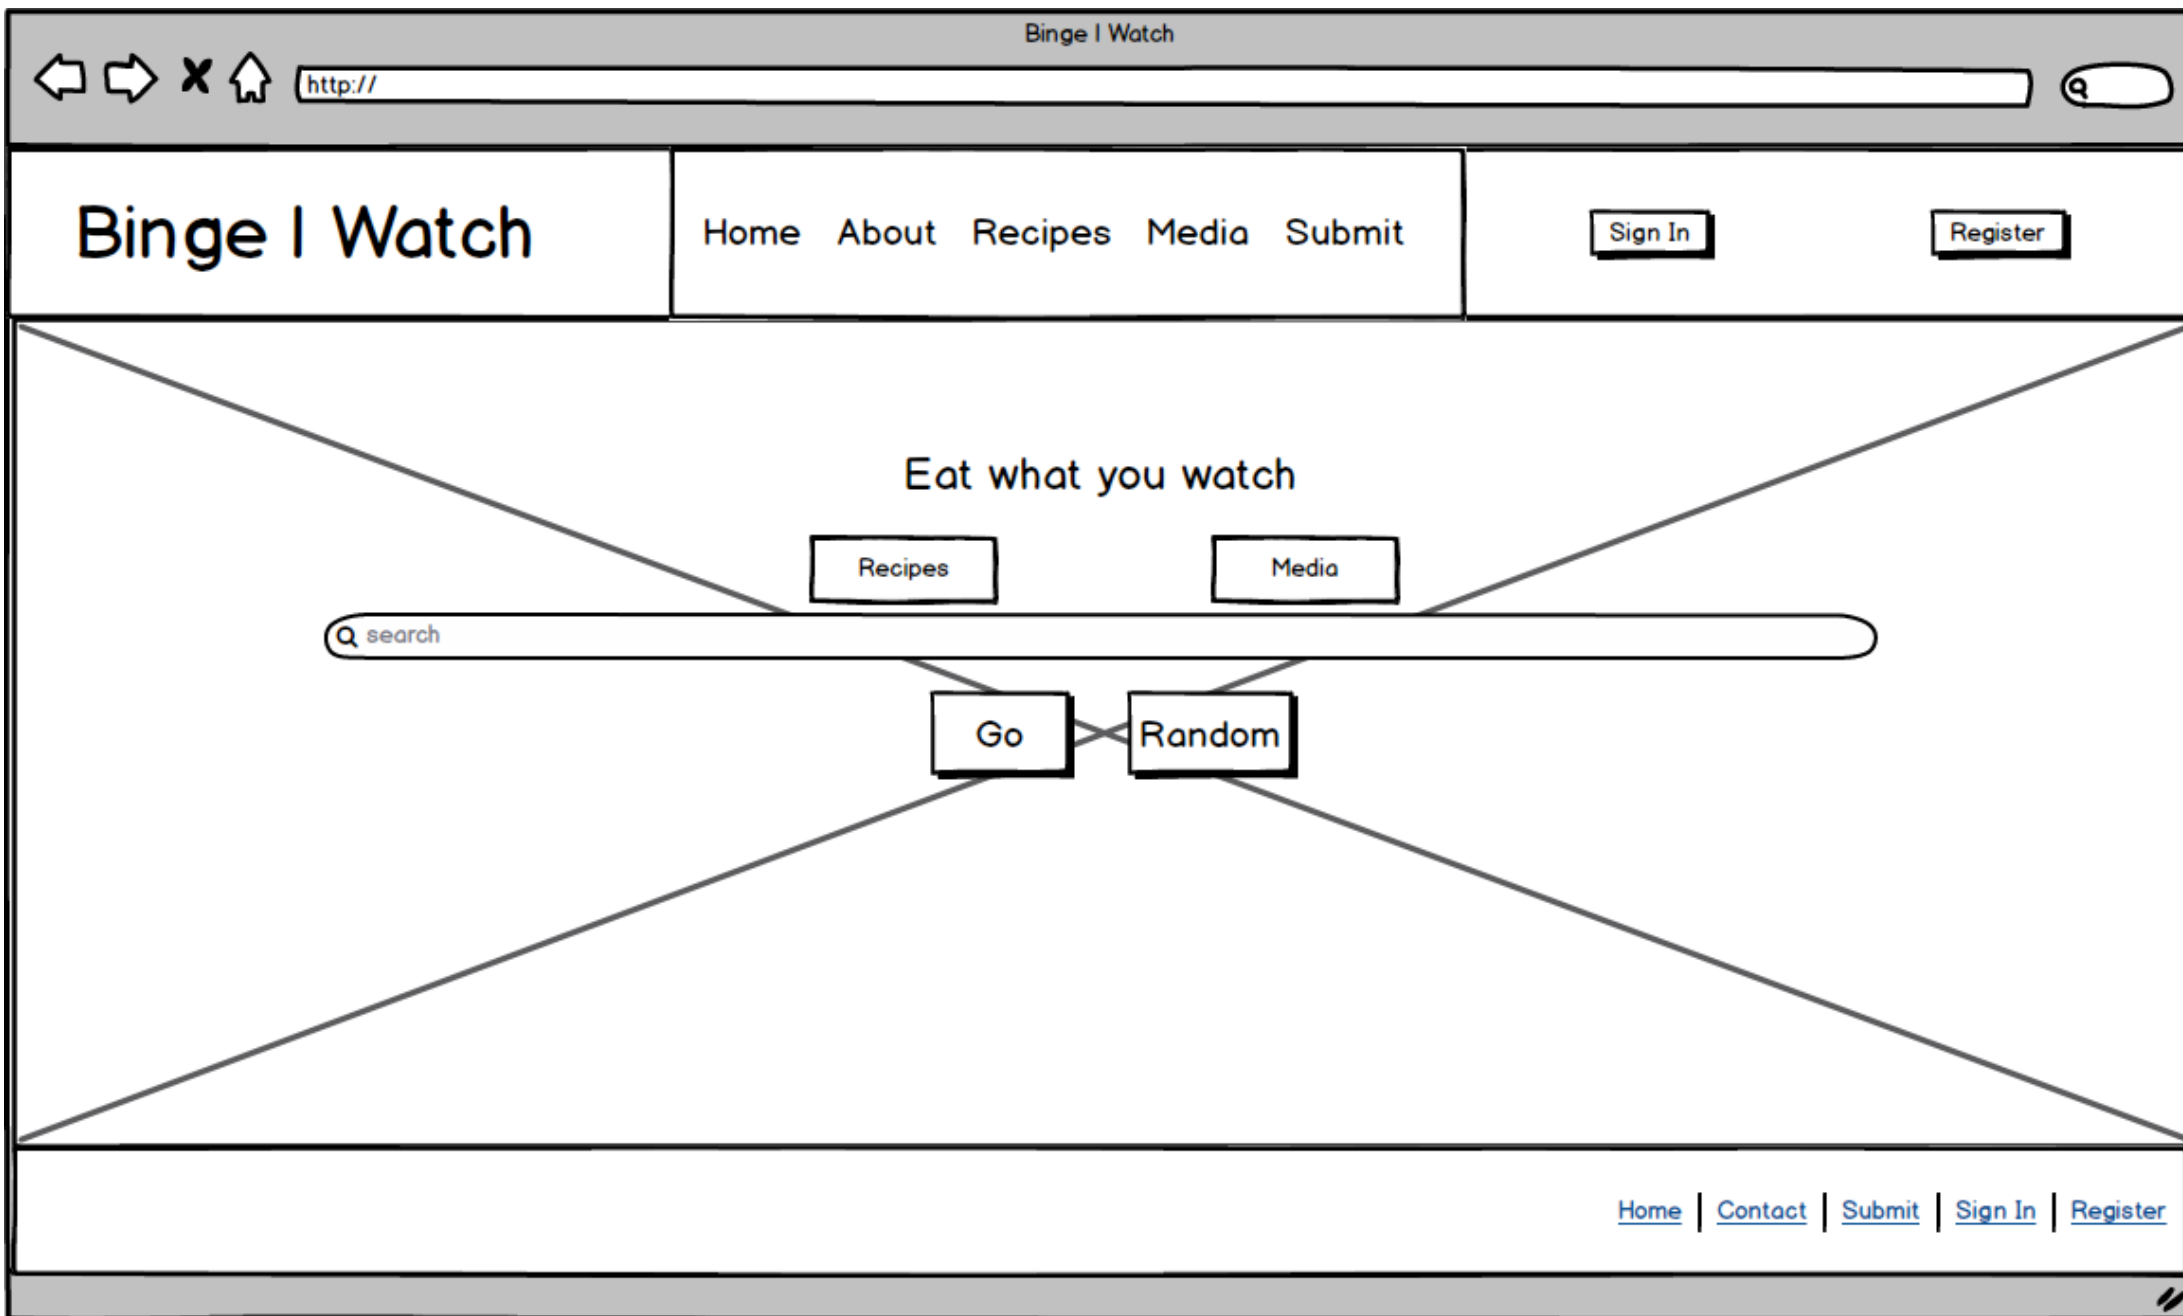 Binge | Watch
http://
Binge | Watch
Home About Recipes Media Submit
Sign In
Register
Eat what you watch
Recipes
Media
search
Go
Random
Home | Contact | Submit | Sign In | Register